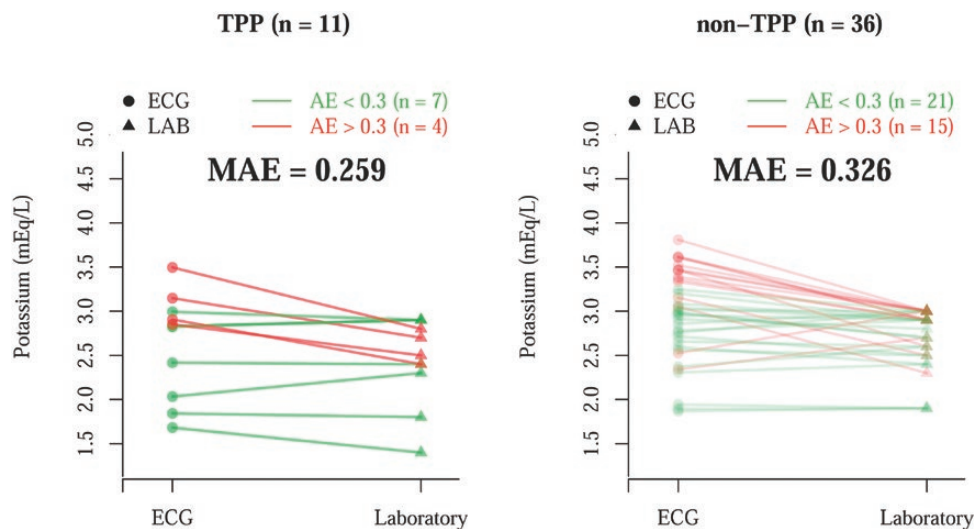 TPP (n = 11)
ECG
LAB
AE < 0.3 (n = 7)
AE > 0.3 (n = 4)
MAE = 0.259
Potassium (mEq/L)
5.0
4.5
4.0
3.5
3.0
2.5
2.0
1.5
ECG
Laboratory
non–TPP (n = 36)
ECG
LAB
AE < 0.3 (n = 21)
AE > 0.3 (n = 15)
MAE = 0.326
Potassium (mEq/L)
5.0
4.5
4.0
3.5
3.0
2.5
2.0
1.5
ECG
Laboratory